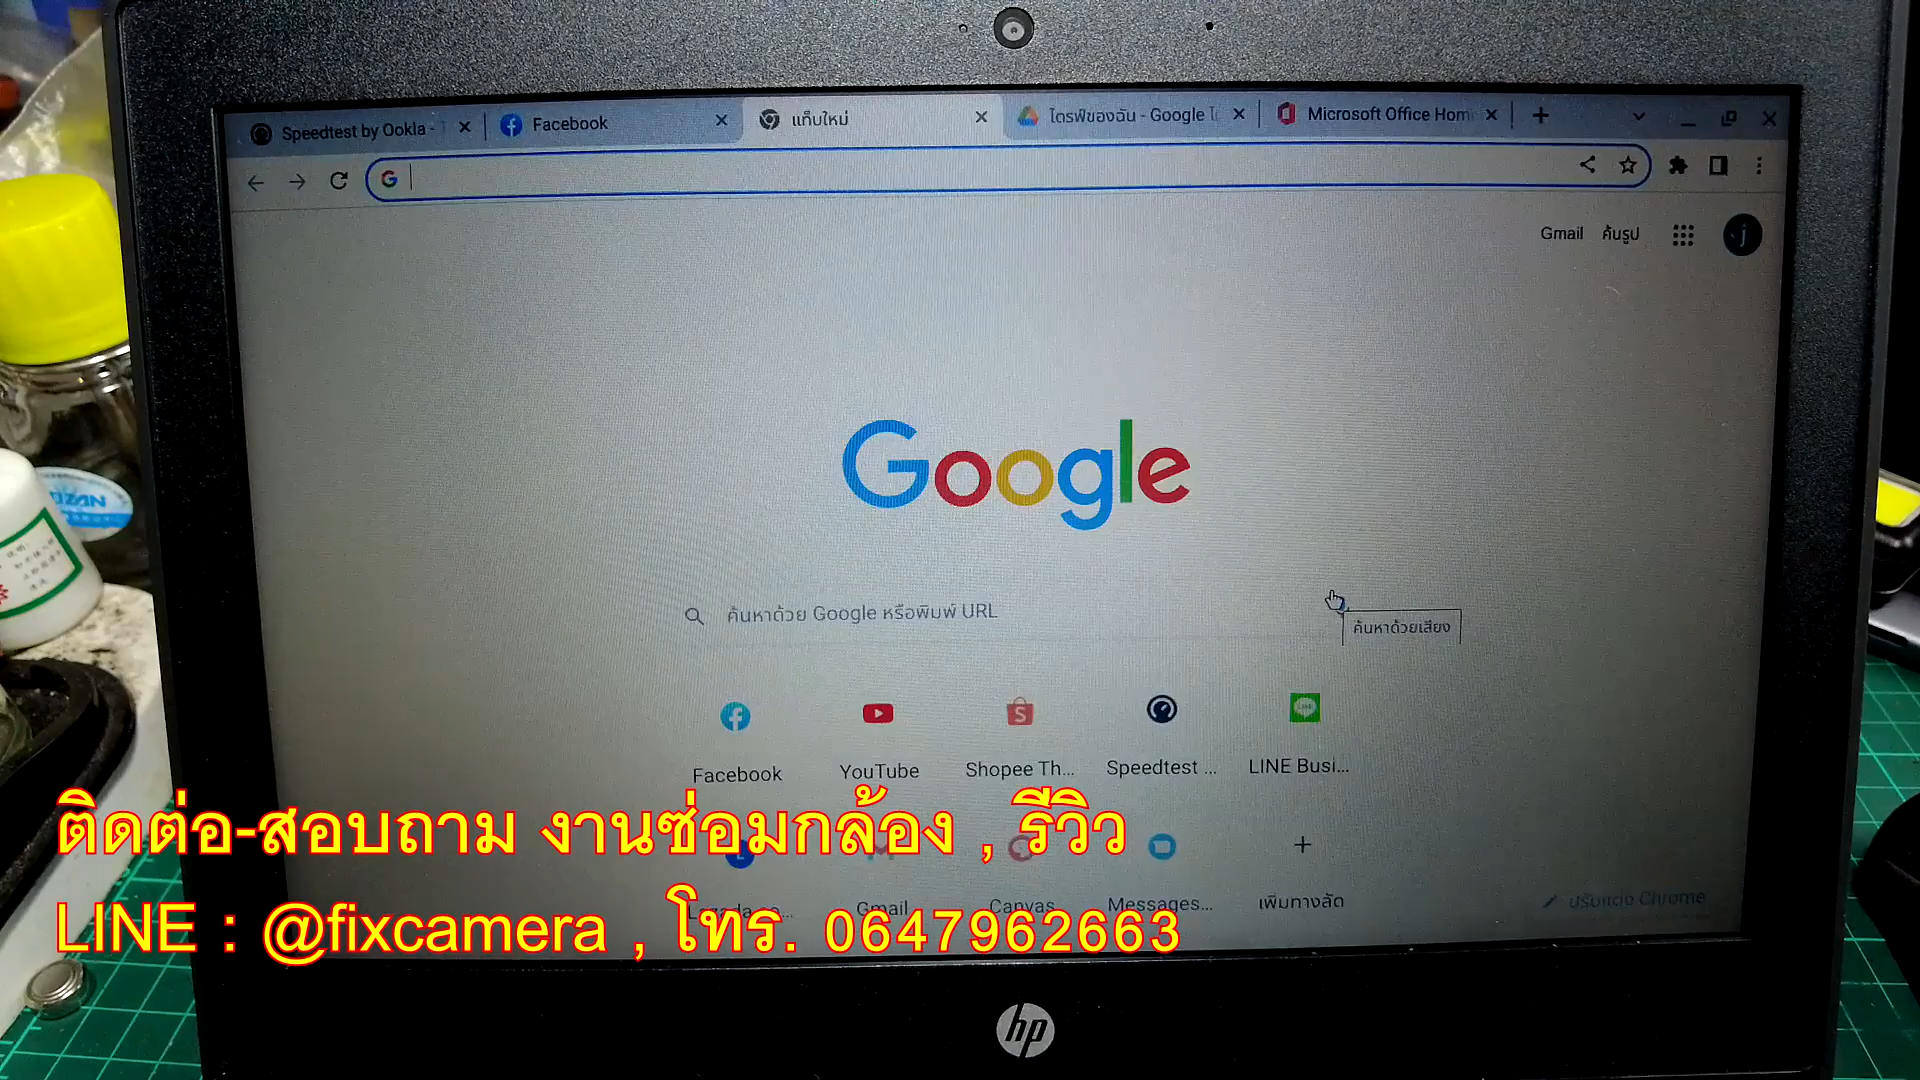 Speedtest by Ookla - T
Facebook
แท็บใหม่
ไดรฟ์ของฉัน - Google ไ
Microsoft Office Hom
Gmail ค้นรูป
j
Google
ค้นหาด้วย Google หรือพิมพ์ URL
ค้นหาด้วยเสียง
Facebook
YouTube
Shopee Th...
Speedtest ...
LINE Busi...
ติดต่อ-สอบถาม งานซ่อมกล้อง , รีวิว
Gmail
Canvas
Messages...
เพิ่มทางลัด
ปรับแต่ง Chrome
LINE : @fixcamera , โทร. 0647962663
hp